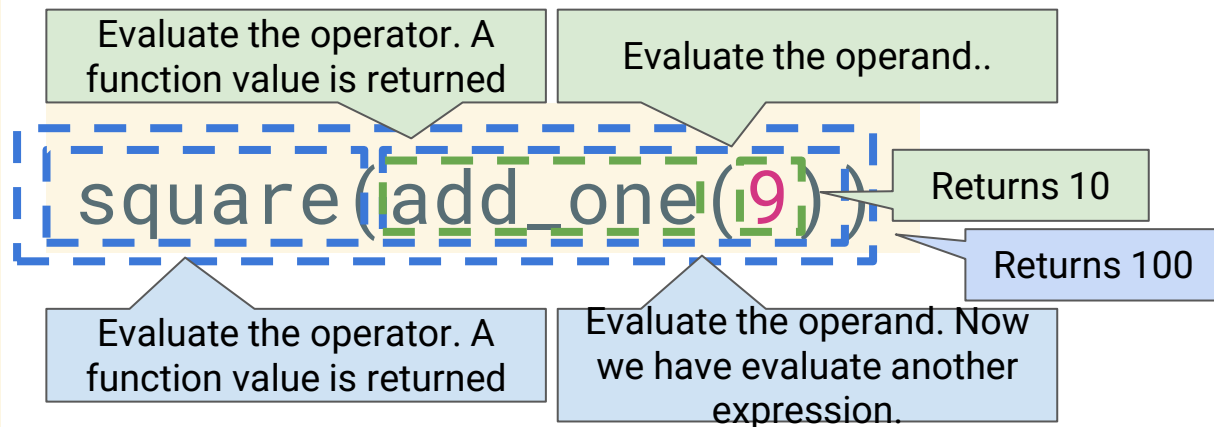 Evaluate the operator. A
function value is returned
Evaluate the operand..
square(add_one(9))
Returns 10
Returns 100
Evaluate the operator. A
function value is returned
Evaluate the operand. Now
we have evaluate another
expression.